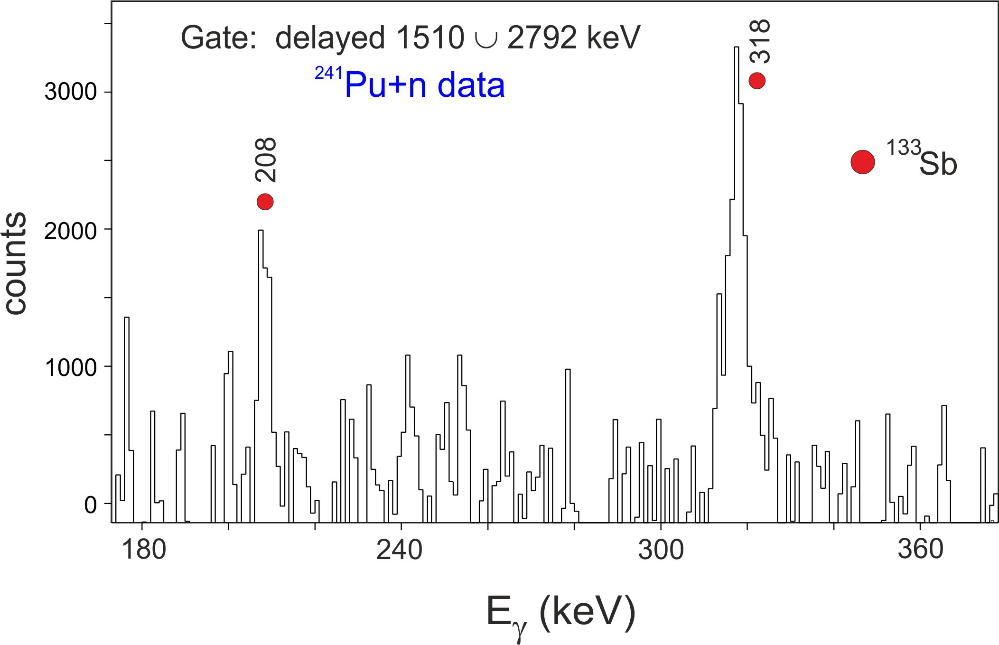 Gate: delayed 1510 ∪ 2792 keV
²⁴¹Pu+n data
318
208
¹³³Sb
counts
3000
2000
1000
0
180 240 300 360
Eᵧ (keV)